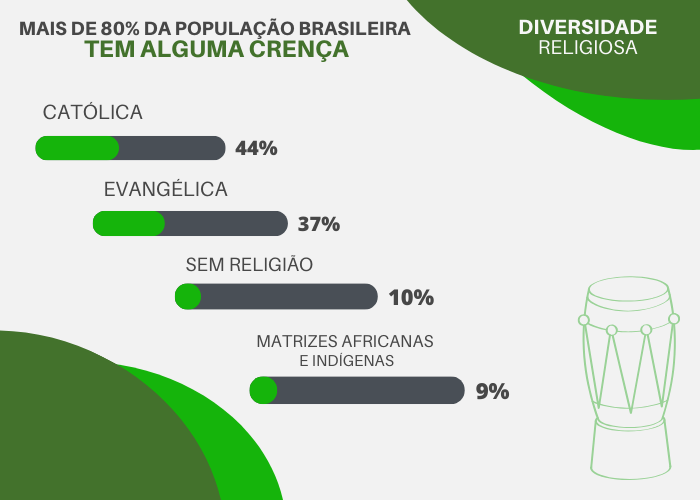 MAIS DE 80% DA POPULAÇÃO BRASILEIRA
TEM ALGUMA CRENÇA
DIVERSIDADE
RELIGIOSA
CATÓLICA
44%
EVANGÉLICA
37%
SEM RELIGIÃO
10%
MATRIZES AFRICANAS
E INDÍGENAS
9%